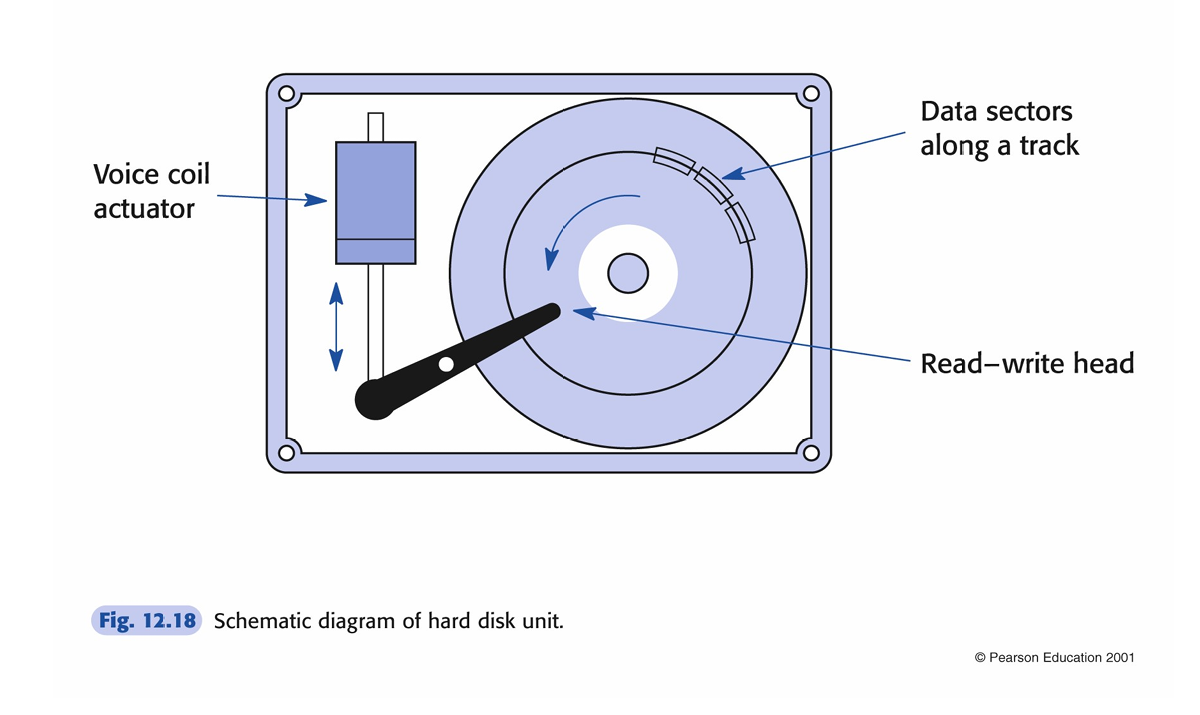 Data sectors
along a track
Voice coil
actuator
Read–write head
Fig. 12.18 Schematic diagram of hard disk unit.
© Pearson Education 2001